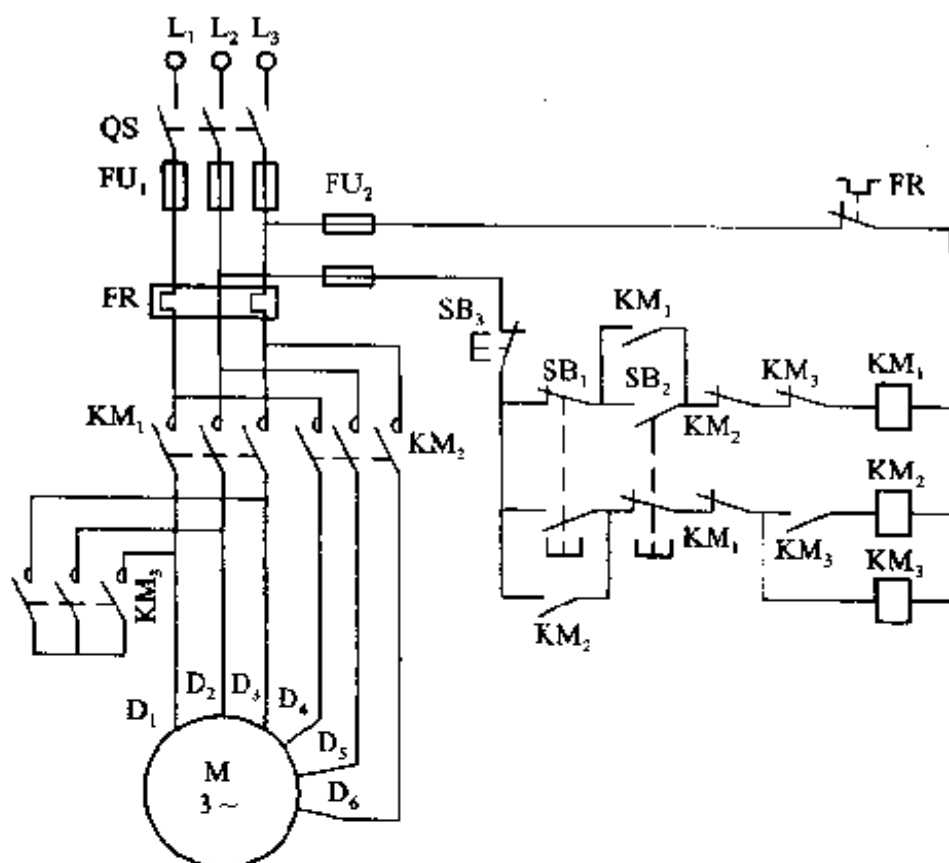 L₁ L₂ L₃
QS
FU₁
FU₂
FR
FR
SB₃
KM₁
SB₁
SB₂
KM₃
KM₁
KM₂
KM₁
KM₂
KM₂
KM₁
KM₃
KM₃
KM₃
KM₂
D₁
D₂
D₃
D₄
D₅
D₆
M
3~